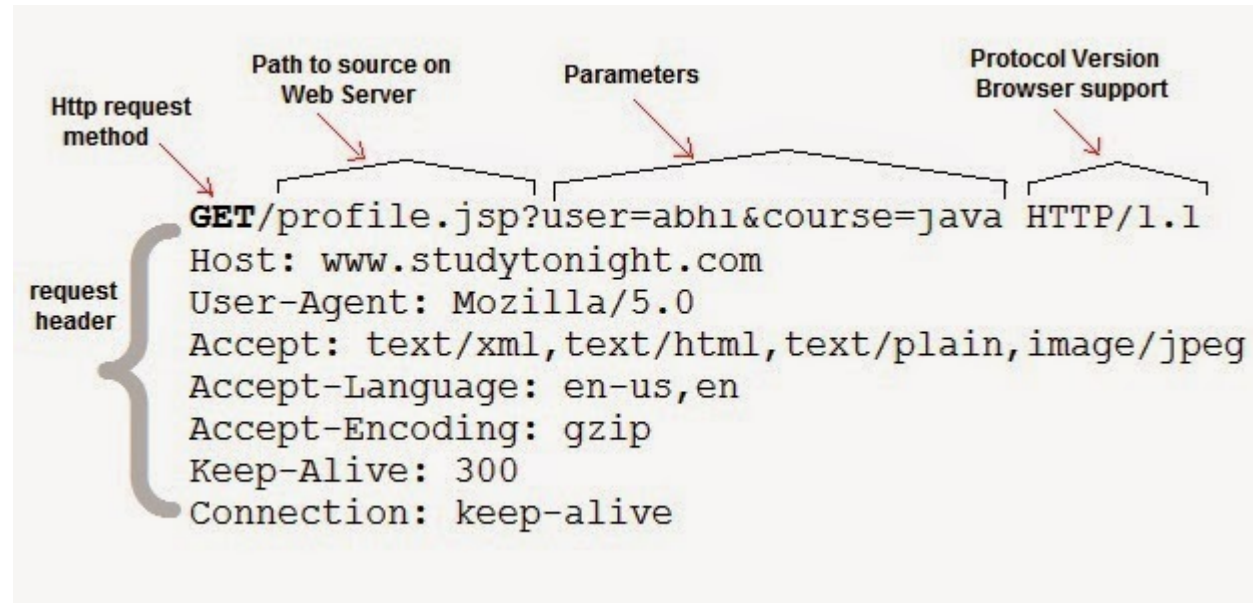 Path to source on
Web Server
Parameters
Protocol Version
Browser support
Http request
method
GET/profile.jsp?user=abhi&course=java HTTP/1.1
request
header
Host: www.studytonight.com
User-Agent: Mozilla/5.0
Accept: text/xml,text/html,text/plain,image/jpeg
Accept-Language: en-us,en
Accept-Encoding: gzip
Keep-Alive: 300
Connection: keep-alive